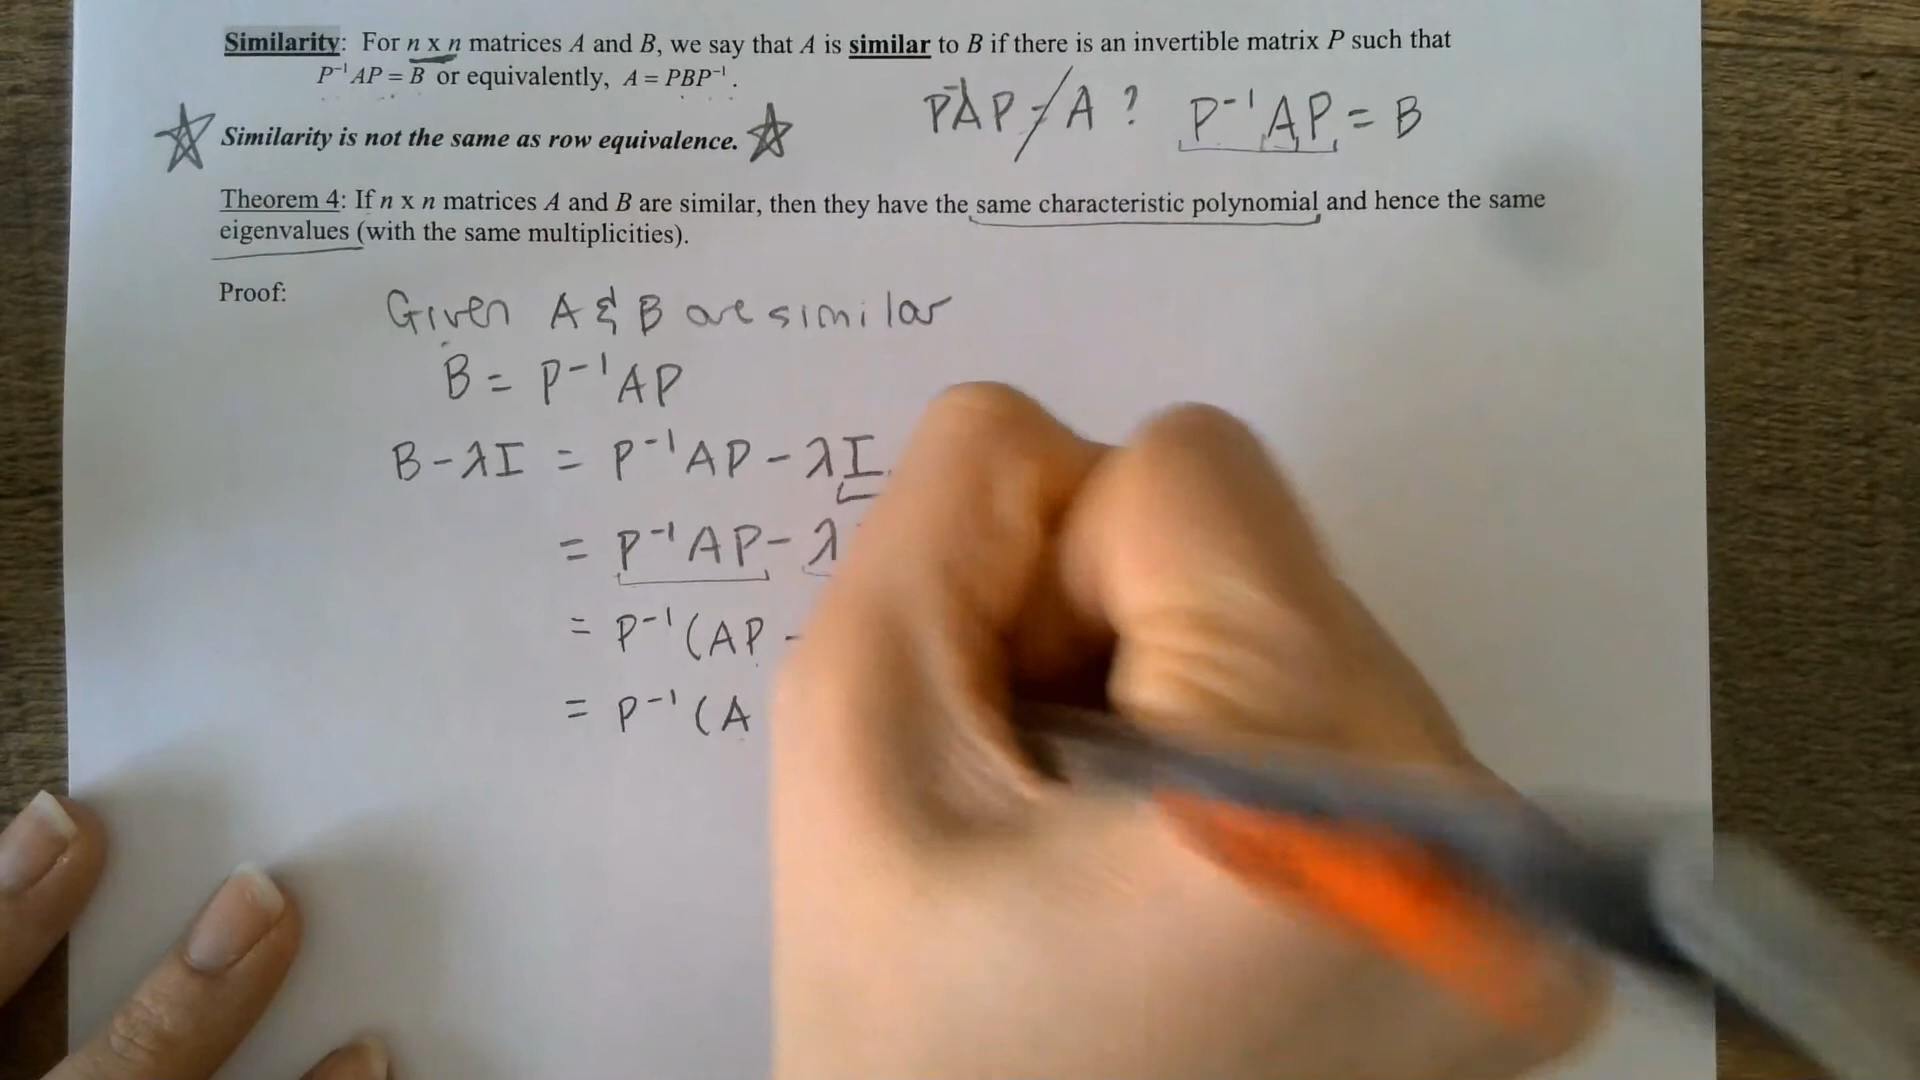 Similarity: For n x n matrices A and B, we say that A is similar to B if there is an invertible matrix P such that
P⁻¹AP = B or equivalently, A = PBP⁻¹.
P⁻¹AP ≠ A ? P⁻¹AP = B
Similarity is not the same as row equivalence.
Theorem 4: If n x n matrices A and B are similar, then they have the same characteristic polynomial and hence the same
eigenvalues (with the same multiplicities).
Proof:
Given A & B are similar
B = P⁻¹AP
B - λI = P⁻¹AP - λI
= P⁻¹AP - λ
= P⁻¹(AP -
= P⁻¹(A